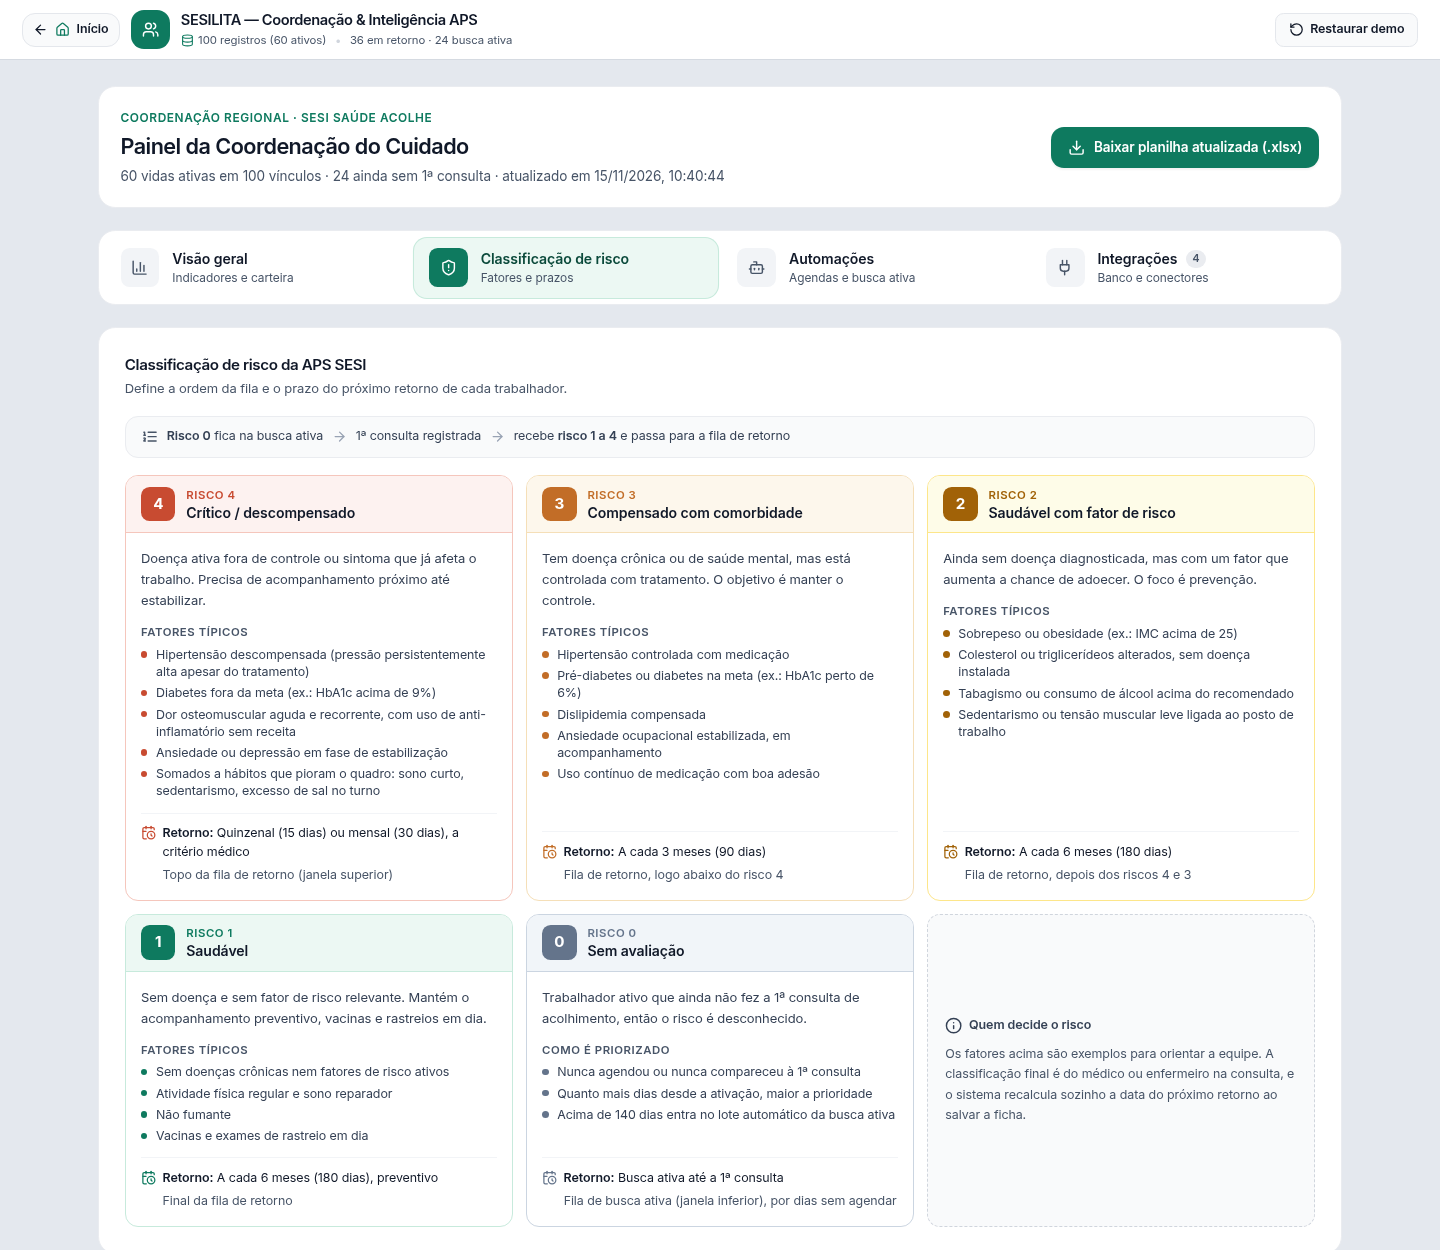 Início
SESILITA — Coordenação & Inteligência APS
100 registros (60 ativos) • 36 em retorno · 24 busca ativa
Restaurar demo
COORDENAÇÃO REGIONAL · SESI SAÚDE ACOLHE
Painel da Coordenação do Cuidado
60 vidas ativas em 100 vínculos · 24 ainda sem 1ª consulta · atualizado em 15/11/2026, 10:40:44
Baixar planilha atualizada (.xlsx)
Visão geral
Indicadores e carteira
Classificação de risco
Fatores e prazos
Automações
Agendas e busca ativa
Integrações 4
Banco e conectores
Classificação de risco da APS SESI
Define a ordem da fila e o prazo do próximo retorno de cada trabalhador.
Risco 0 fica na busca ativa → 1ª consulta registrada → recebe risco 1 a 4 e passa para a fila de retorno
4
RISCO 4
Crítico / descompensado
Doença ativa fora de controle ou sintoma que já afeta o
trabalho. Precisa de acompanhamento próximo até
estabilizar.
FATORES TÍPICOS
Hipertensão descompensada (pressão persistentemente
alta apesar do tratamento)
Diabetes fora da meta (ex.: HbA1c acima de 9%)
Dor osteomuscular aguda e recorrente, com uso de anti-
inflamatório sem receita
Ansiedade ou depressão em fase de estabilização
Somados a hábitos que pioram o quadro: sono curto,
sedentarismo, excesso de sal no turno
Retorno: Quinzenal (15 dias) ou mensal (30 dias), a
critério médico
Topo da fila de retorno (janela superior)
3
RISCO 3
Compensado com comorbidade
Tem doença crônica ou de saúde mental, mas está
controlada com tratamento. O objetivo é manter o
controle.
FATORES TÍPICOS
Hipertensão controlada com medicação
Pré-diabetes ou diabetes na meta (ex.: HbA1c perto de
6%)
Dislipidemia compensada
Ansiedade ocupacional estabilizada, em
acompanhamento
Uso contínuo de medicação com boa adesão
Retorno: A cada 3 meses (90 dias)
Fila de retorno, logo abaixo do risco 4
2
RISCO 2
Saudável com fator de risco
Ainda sem doença diagnosticada, mas com um fator que
aumenta a chance de adoecer. O foco é prevenção.
FATORES TÍPICOS
Sobrepeso ou obesidade (ex.: IMC acima de 25)
Colesterol ou triglicerídeos alterados, sem doença
instalada
Tabagismo ou consumo de álcool acima do recomendado
Sedentarismo ou tensão muscular leve ligada ao posto de
trabalho
Retorno: A cada 6 meses (180 dias)
Fila de retorno, depois dos riscos 4 e 3
1
RISCO 1
Saudável
Sem doença e sem fator de risco relevante. Mantém o
acompanhamento preventivo, vacinas e rastreios em dia.
FATORES TÍPICOS
Sem doenças crônicas nem fatores de risco ativos
Atividade física regular e sono reparador
Não fumante
Vacinas e exames de rastreio em dia
Retorno: A cada 6 meses (180 dias), preventivo
Final da fila de retorno
0
RISCO 0
Sem avaliação
Trabalhador ativo que ainda não fez a 1ª consulta de
acolhimento, então o risco é desconhecido.
COMO É PRIORIZADO
Nunca agendou ou nunca compareceu à 1ª consulta
Quanto mais dias desde a ativação, maior a prioridade
Acima de 140 dias entra no lote automático da busca ativa
Retorno: Busca ativa até a 1ª consulta
Fila de busca ativa (janela inferior), por dias sem agendar
Quem decide o risco
Os fatores acima são exemplos para orientar a equipe. A
classificação final é do médico ou enfermeiro na consulta, e
o sistema recalcula sozinho a data do próximo retorno ao
salvar a ficha.